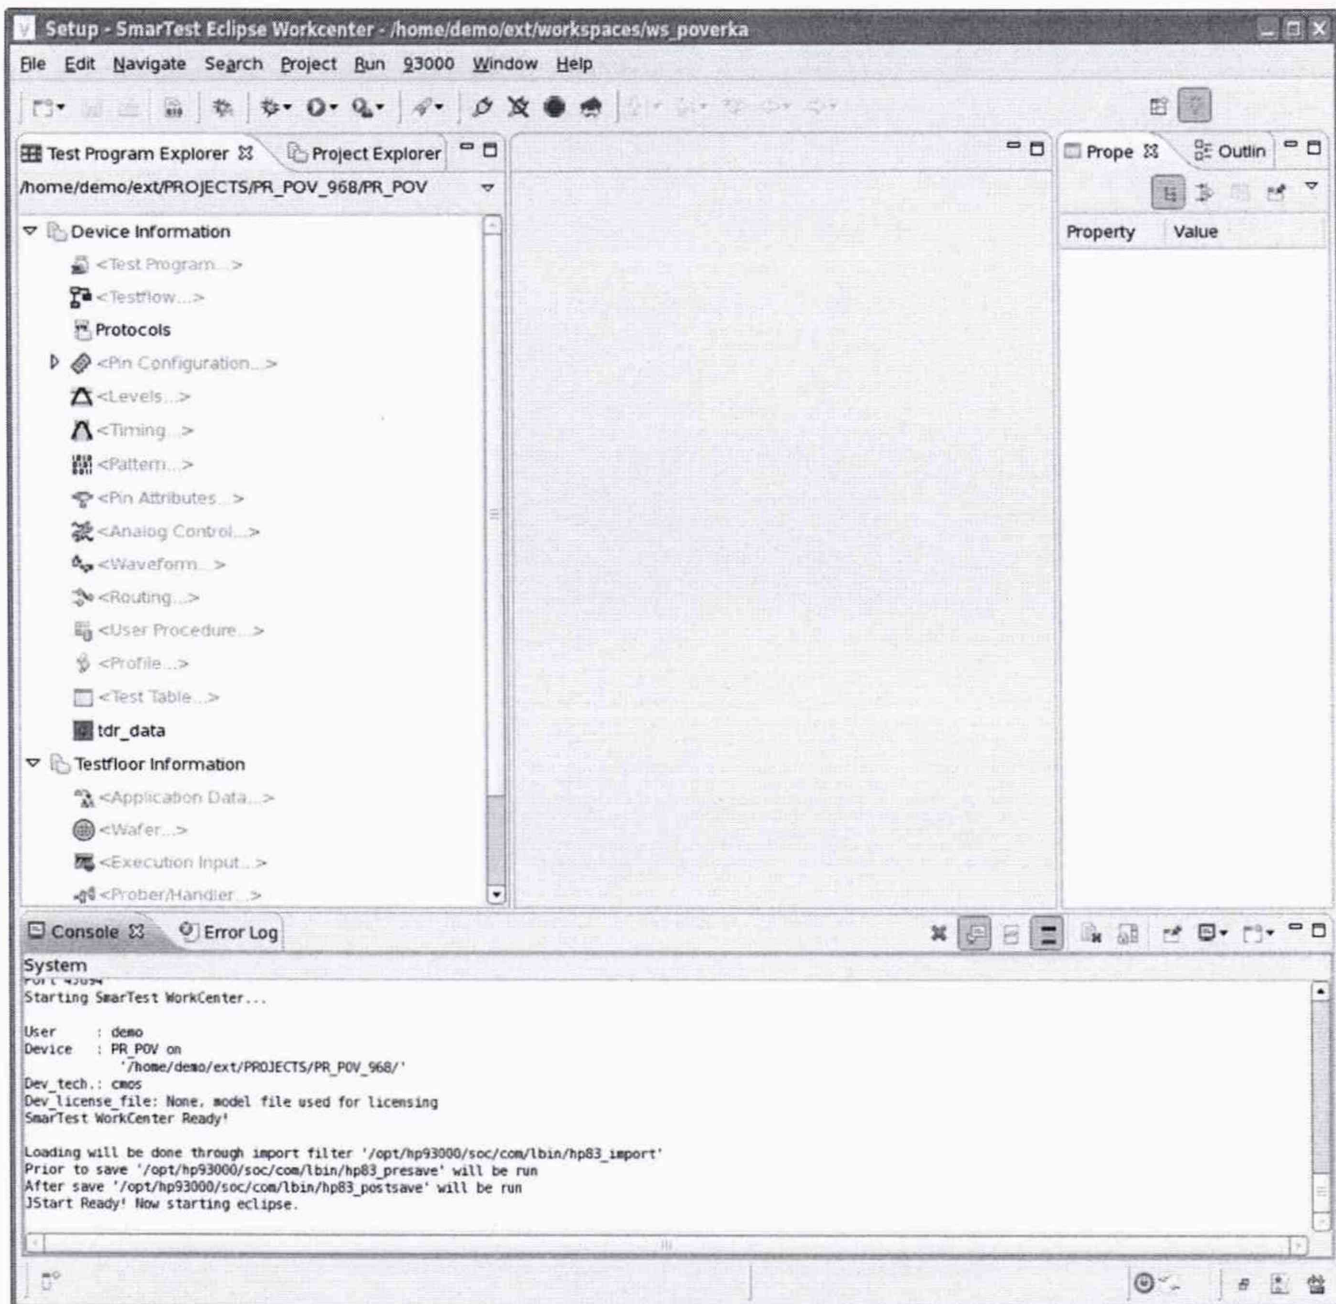 Setup - SmarTest Eclipse Workcenter - /home/demo/ext/workspaces/ws_poverka
File Edit Navigate Search Project Run 93000 Window Help
Test Program Explorer Project Explorer
Prope Outlin
/home/demo/ext/PROJECTS/PR_POV_968/PR_POV
Property Value
Device Information
<Test Program...>
<Testflow...>
Protocols
<Pin Configuration...>
<Levels...>
<Timing...>
<Pattern...>
<Pin Attributes...>
<Analog Control...>
<Waveform...>
<Routing...>
<User Procedure...>
<Profile...>
<Test Table...>
tdr_data
Testfloor Information
<Application Data...>
<Wafer...>
<Execution Input...>
<Prober/Handler...>
Console Error Log
System
Starting SmarTest WorkCenter...
User : demo
Device : PR_POV on
'/home/demo/ext/PROJECTS/PR_POV_968/'
Dev_tech.: cmos
Dev_license_file: None, model file used for licensing
SmarTest WorkCenter Ready!
Loading will be done through import filter '/opt/hp93000/soc/com/lbin/hp83_import'
Prior to save '/opt/hp93000/soc/com/lbin/hp83_presave' will be run
After save '/opt/hp93000/soc/com/lbin/hp83_postsave' will be run
JStart Ready! Now starting eclipse.